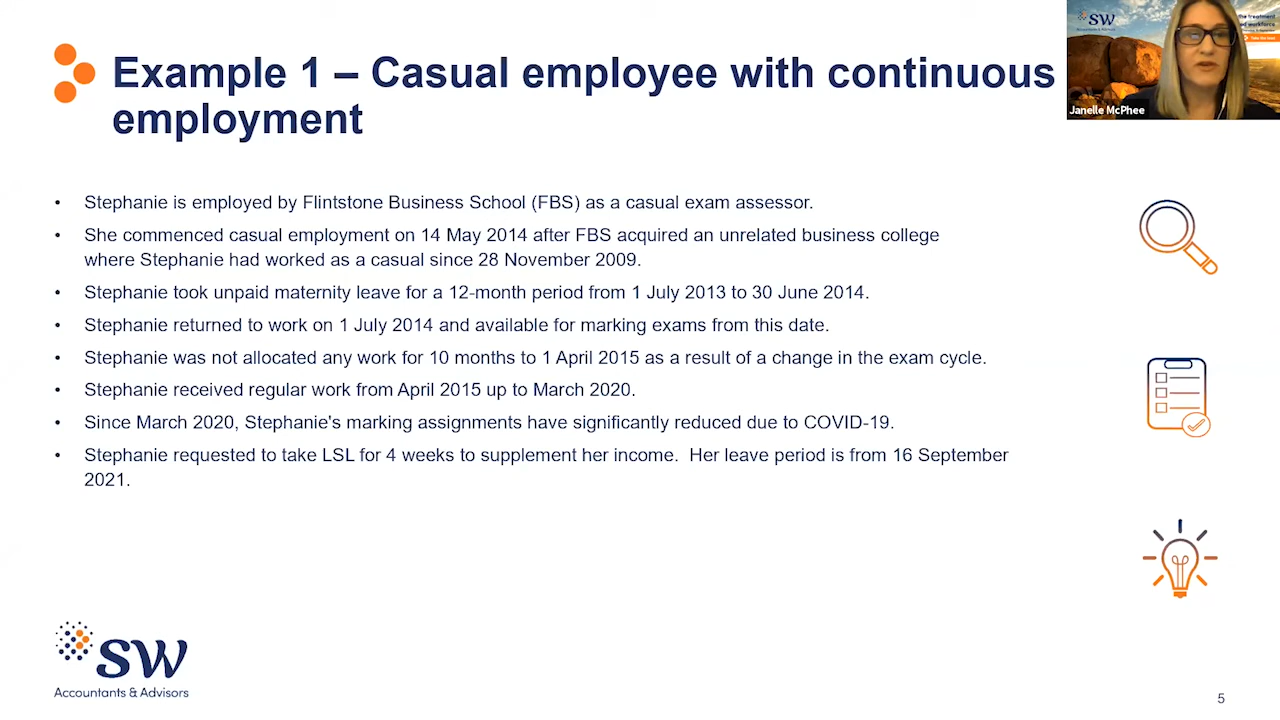 Example 1 – Casual employee with continuous
employment
SW
Accountants & Advisors
the treatment
ed workforce
Janelle McPhee
• Stephanie is employed by Flintstone Business School (FBS) as a casual exam assessor.
• She commenced casual employment on 14 May 2014 after FBS acquired an unrelated business college
where Stephanie had worked as a casual since 28 November 2009.
• Stephanie took unpaid maternity leave for a 12-month period from 1 July 2013 to 30 June 2014.
• Stephanie returned to work on 1 July 2014 and available for marking exams from this date.
• Stephanie was not allocated any work for 10 months to 1 April 2015 as a result of a change in the exam cycle.
• Stephanie received regular work from April 2015 up to March 2020.
• Since March 2020, Stephanie's marking assignments have significantly reduced due to COVID-19.
• Stephanie requested to take LSL for 4 weeks to supplement her income. Her leave period is from 16 September
2021.
SW
Accountants & Advisors
5